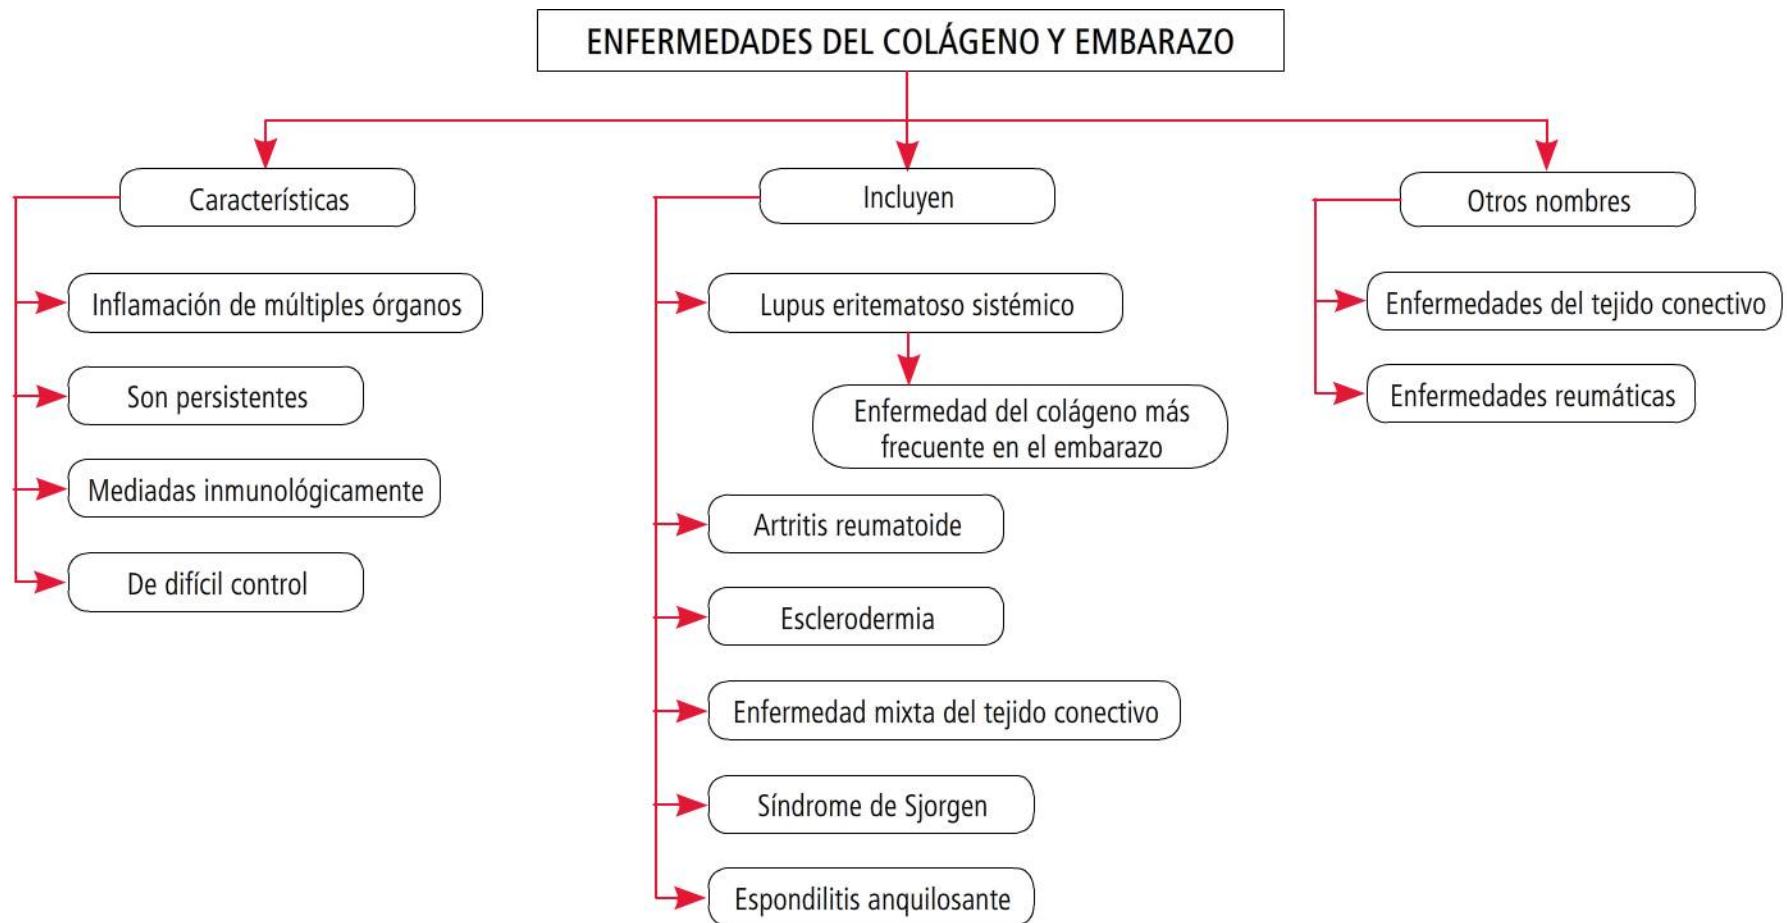 ENFERMEDADES DEL COLÁGENO Y EMBARAZO
Características
Inflamación de múltiples órganos
Son persistentes
Mediadas inmunológicamente
De difícil control
Incluyen
Lupus eritematoso sistémico
Enfermedad del colágeno más
frecuente en el embarazo
Artritis reumatoide
Esclerodermia
Enfermedad mixta del tejido conectivo
Síndrome de Sjorgen
Espondilitis anquilosante
Otros nombres
Enfermedades del tejido conectivo
Enfermedades reumáticas